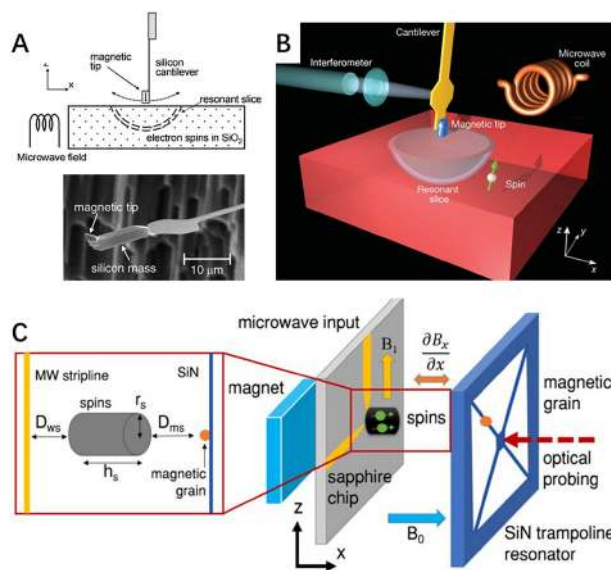 A
z
x
magnetic
tip
silicon
cantilever
resonant slice
electron spins in SiO₂
Microwave field
magnetic tip
silicon mass
10 μm
B
Cantilever
Interferometer
Microwave
coil
Magnetic tip
Resonant
slice
Spin
z
y
x
C
MW stripline
SiN
spins
rₛ
D_ws
D_ms
hₛ
magnetic
grain
microwave input
magnet
B₁
∂Bₓ
∂x
spins
sapphire
chip
z
x
B₀
magnetic
grain
optical
probing
SiN trampoline
resonator